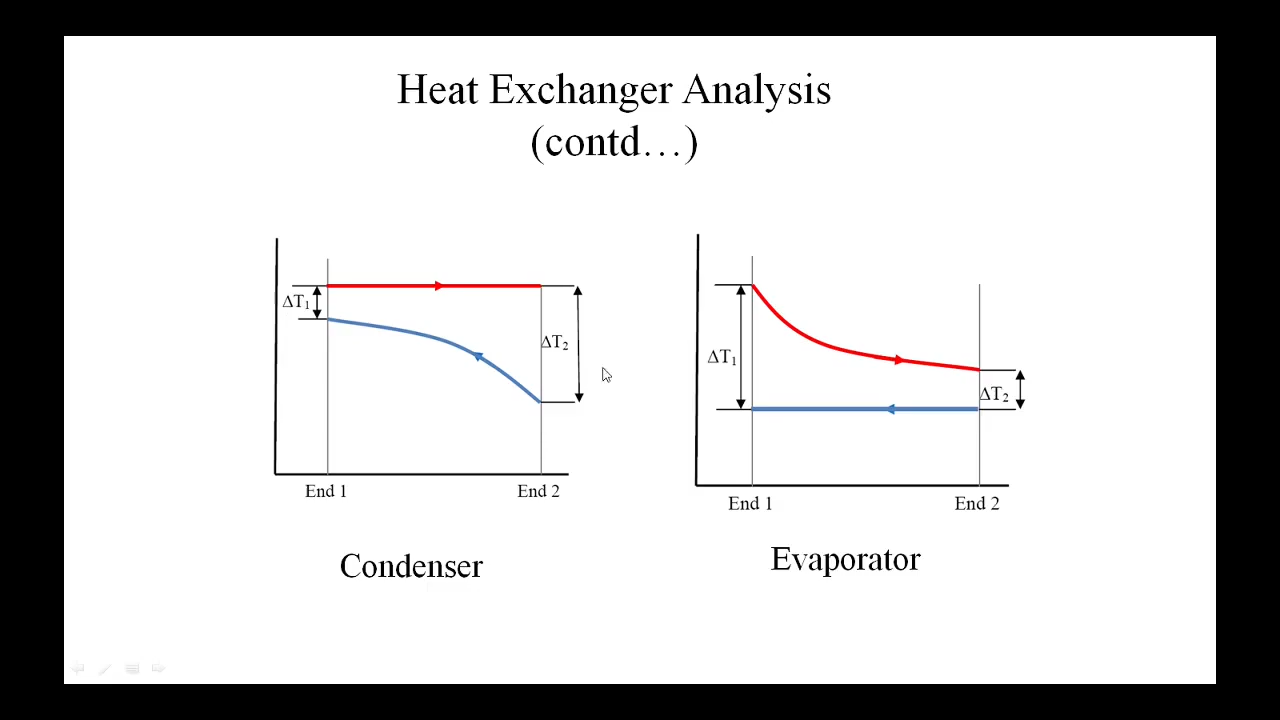 Heat Exchanger Analysis
(contd…)
ΔT₁
ΔT₂
End 1
End 2
Condenser
ΔT₁
ΔT₂
End 1
End 2
Evaporator